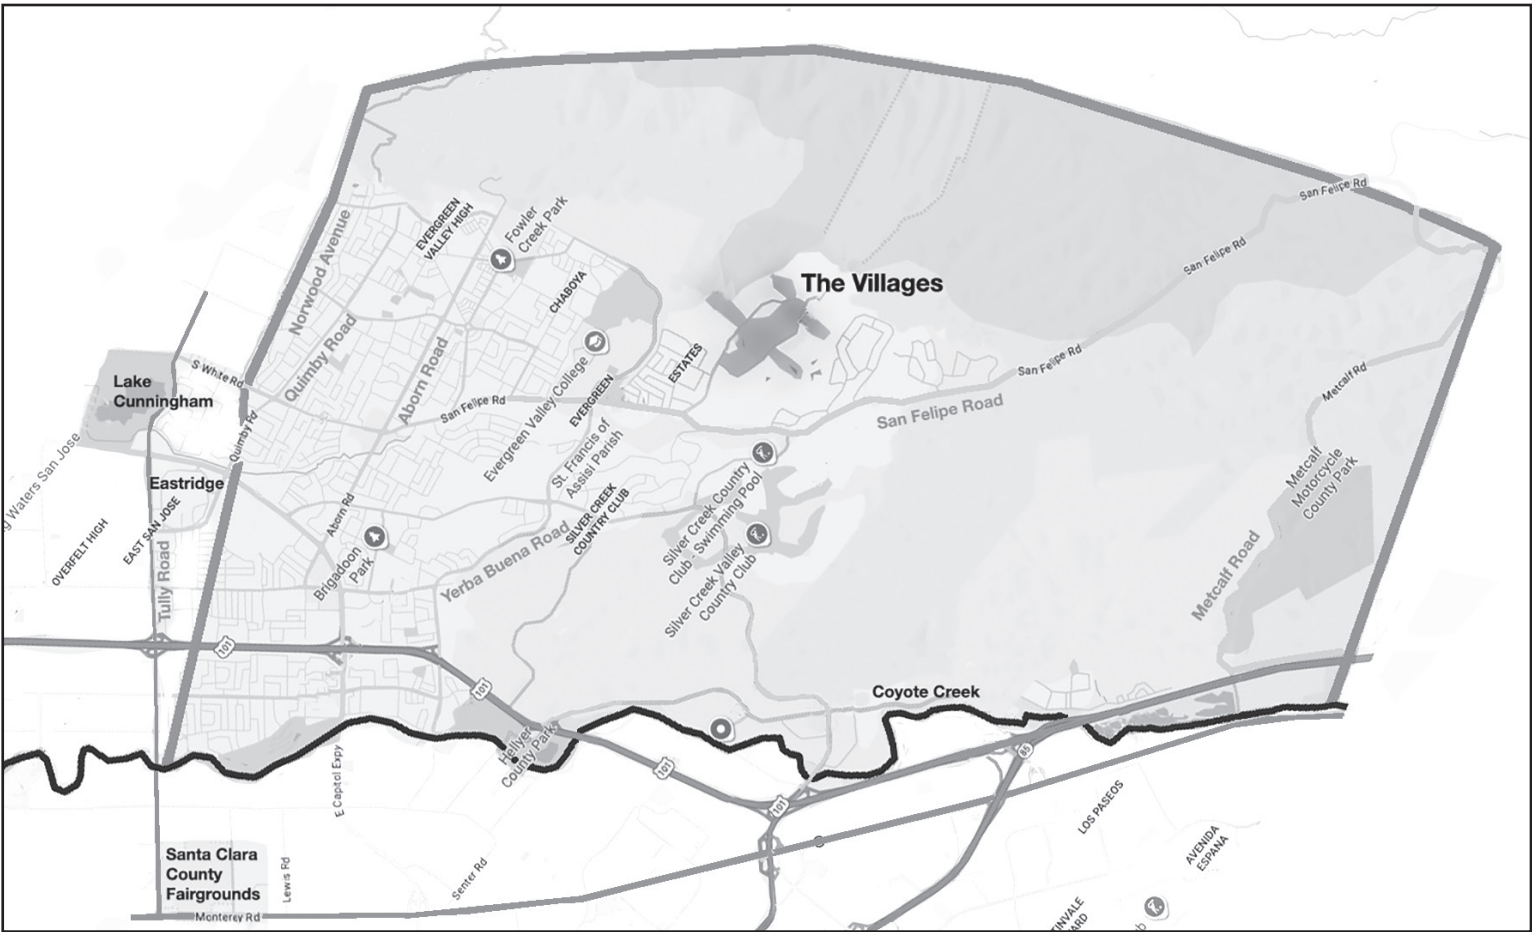 San Felipe Rd
EVERGREEN
VALLEY HIGH
Fowler
Creek Park
Norwood Avenue
San Felipe Rd
CHABOYA
The Villages
Quimby Road
Aborn Road
S White Rd
ESTATES
San Felipe Rd
Metcalf Rd
Lake
Cunningham
San Felipe Rd
EVERGREEN
San Felipe Road
Evergreen Valley College
Quimby Rd
St. Francis of
Assisi Parish
Waters San Jose
Metcalf
Motorcycle
County Park
Eastridge
SILVER CREEK
COUNTRY CLUB
Silver Creek Country
Club - Swimming Pool
EAST SAN JOSE
OVERFELT HIGH
Aborn Rd
Brigadoon
Park
Yerba Buena Road
Silver Creek Valley
Country Club
Tully Road
Metcalf Road
101
101
Coyote Creek
Hellyer
County Park
85
101
E Capitol Expy
101
LOS PASEOS
AVENIDA
ESPANA
Santa Clara
County
Fairgrounds
Lewis Rd
Senter Rd
Monterey Rd